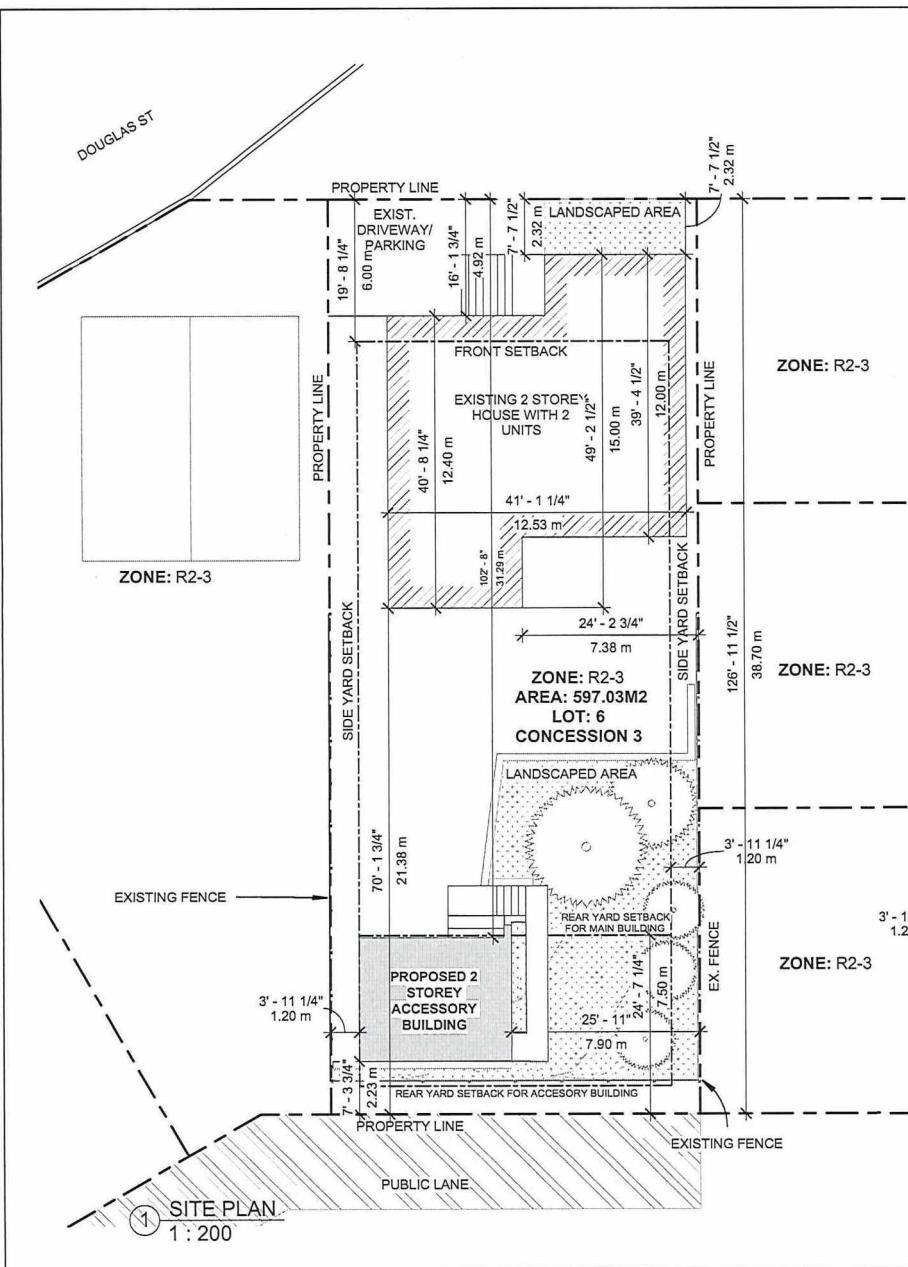 DOUGLAS ST
PROPERTY LINE
7' - 7 1/2"
2.32 m
EXIST.
DRIVEWAY/
PARKING
LANDSCAPED AREA
19' - 8 1/4"
6.00 m
16' - 1 3/4"
4.92 m
7' - 7 1/2"
2.32 m
FRONT SETBACK
ZONE: R2-3
PROPERTY LINE
EXISTING 2 STOREY
HOUSE WITH 2
UNITS
40' - 8 1/4"
12.40 m
49' - 2 1/2"
15.00 m
39' - 4 1/2"
12.00 m
PROPERTY LINE
41' - 1 1/4"
12.53 m
102' - 8"
31.29 m
ZONE: R2-3
SIDE YARD SETBACK
24' - 2 3/4"
7.38 m
SIDE YARD SETBACK
126' - 11 1/2"
38.70 m
ZONE: R2-3
AREA: 597.03M2
LOT: 6
CONCESSION 3
ZONE: R2-3
LANDSCAPED AREA
70' - 1 3/4"
21.38 m
3' - 11 1/4"
1.20 m
EXISTING FENCE
REAR YARD SETBACK
FOR MAIN BUILDING
EX. FENCE
3' - 1
1.2
ZONE: R2-3
PROPOSED 2
STOREY
ACCESSORY
BUILDING
24' - 7 1/4"
7.50 m
3' - 11 1/4"
1.20 m
25' - 11"
7.90 m
7' - 3 3/4"
2.23 m
REAR YARD SETBACK FOR ACCESORY BUILDING
PROPERTY LINE
EXISTING FENCE
PUBLIC LANE
1 SITE PLAN
1 : 200